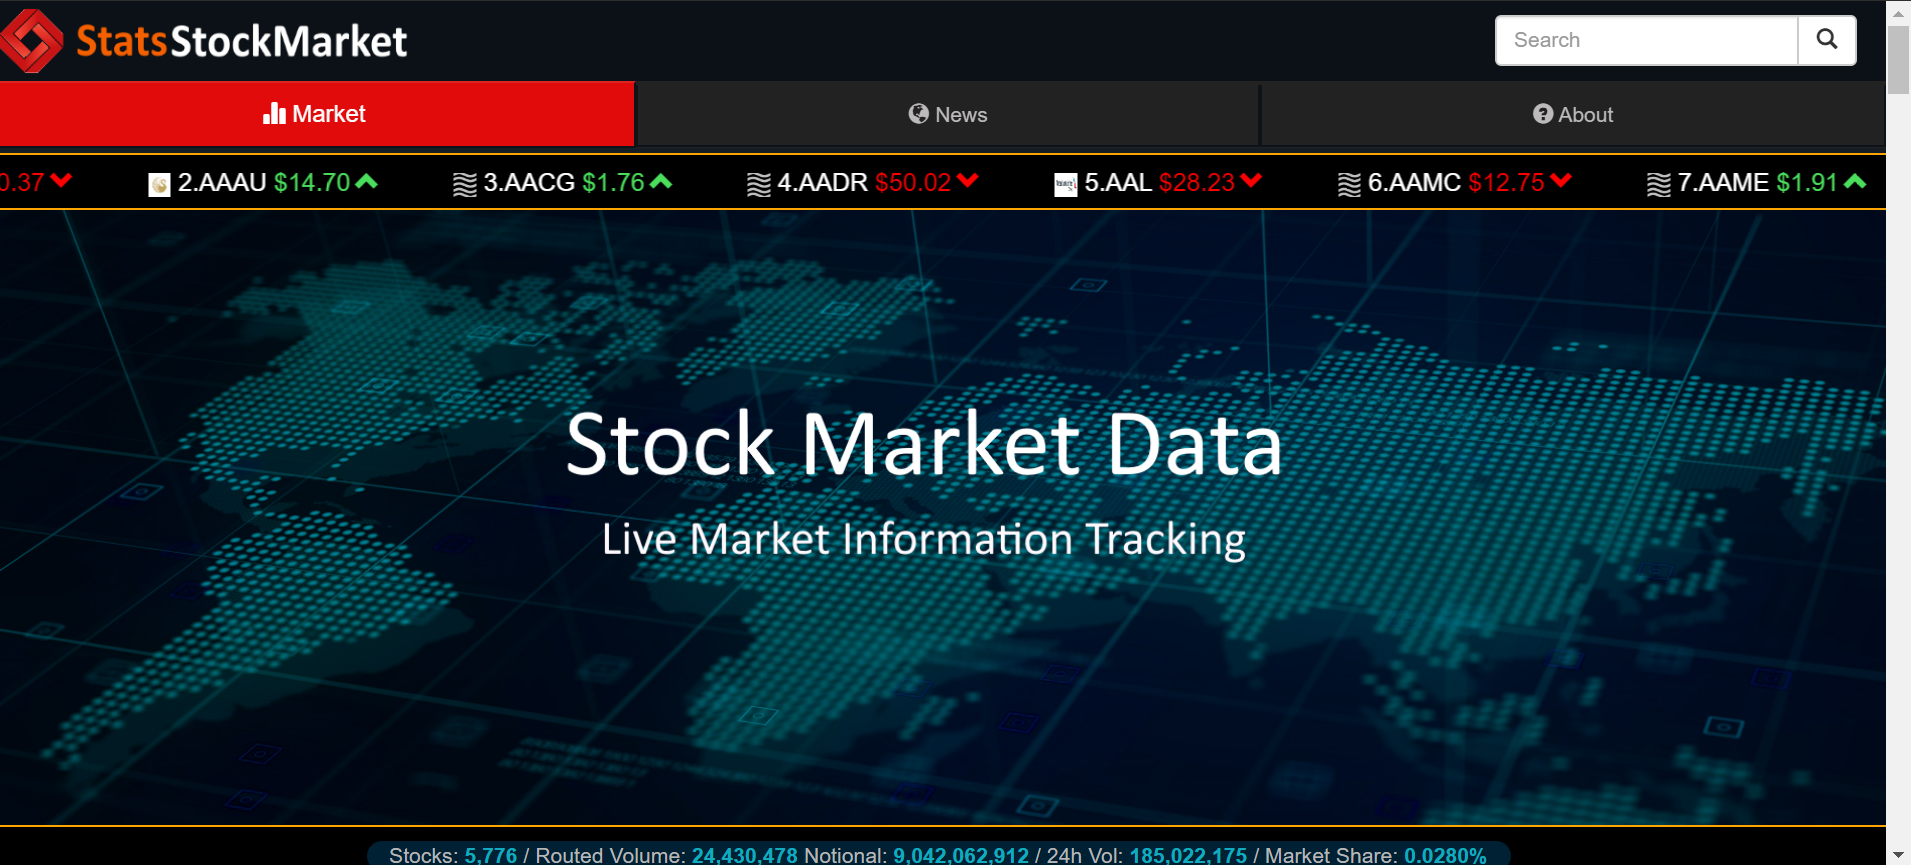 StatsStockMarket
Search
Market
News
About
0.37 2.AAAU $14.70 3.AACG $1.76 4.AADR $50.02 5.AAL $28.23 6.AAMC $12.75 7.AAME $1.91
Stock Market Data
Live Market Information Tracking
Stocks: 5,776 / Routed Volume: 24,430,478 Notional: 9,042,062,912 / 24h Vol: 185,022,175 / Market Share: 0.0280%